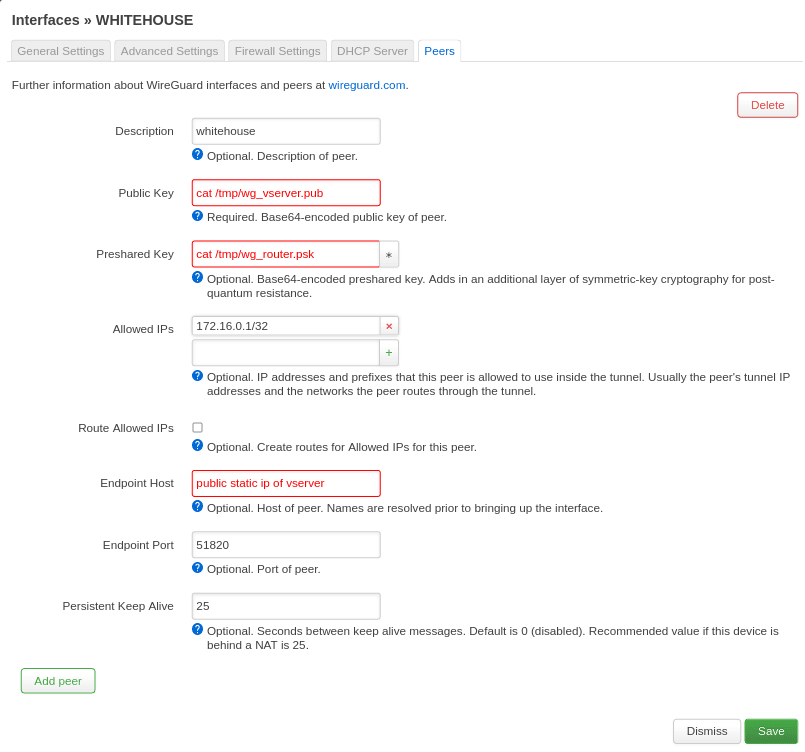 Interfaces » WHITEHOUSE
General Settings Advanced Settings Firewall Settings DHCP Server Peers
Further information about WireGuard interfaces and peers at wireguard.com.
Delete
Description whitehouse
? Optional. Description of peer.
Public Key cat /tmp/wg_vserver.pub
? Required. Base64-encoded public key of peer.
Preshared Key cat /tmp/wg_router.psk *
? Optional. Base64-encoded preshared key. Adds in an additional layer of symmetric-key cryptography for post-
quantum resistance.
Allowed IPs 172.16.0.1/32 ×
+
? Optional. IP addresses and prefixes that this peer is allowed to use inside the tunnel. Usually the peer's tunnel IP
addresses and the networks the peer routes through the tunnel.
Route Allowed IPs
? Optional. Create routes for Allowed IPs for this peer.
Endpoint Host public static ip of vserver
? Optional. Host of peer. Names are resolved prior to bringing up the interface.
Endpoint Port 51820
? Optional. Port of peer.
Persistent Keep Alive 25
? Optional. Seconds between keep alive messages. Default is 0 (disabled). Recommended value if this device is
behind a NAT is 25.
Add peer
Dismiss Save